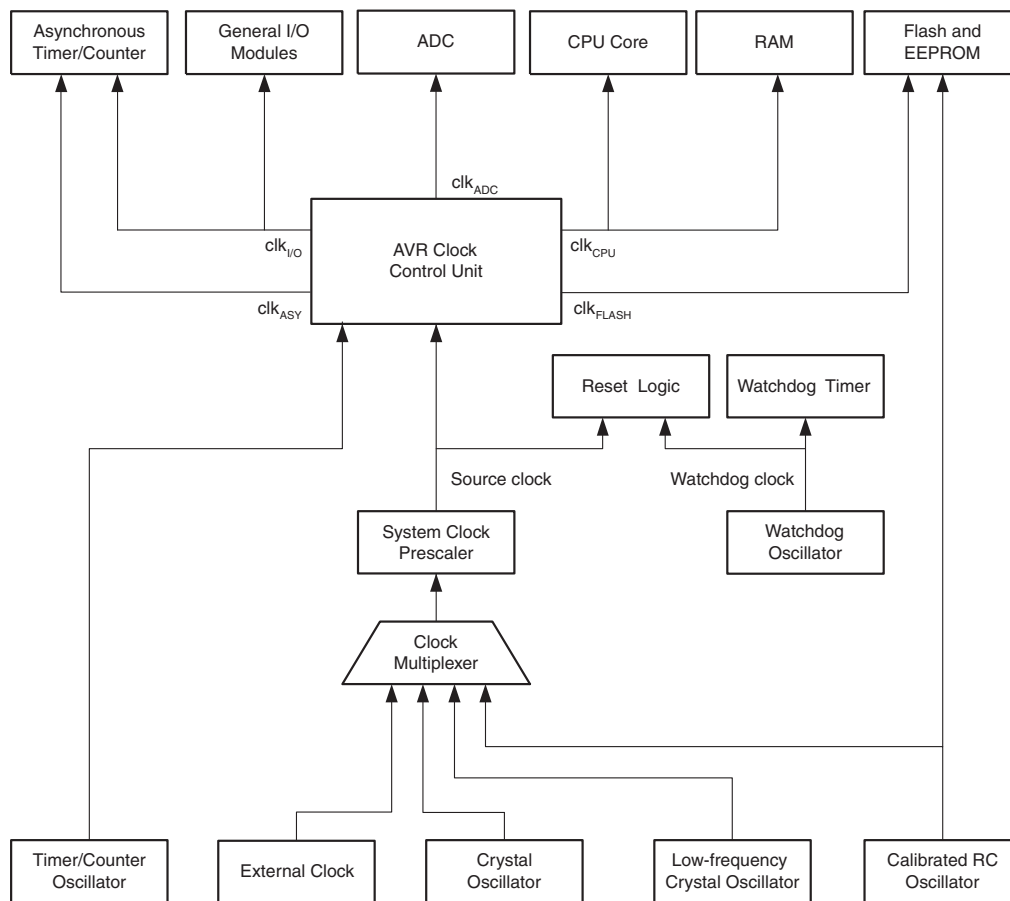 Asynchronous
Timer/Counter
General I/O
Modules
ADC
CPU Core
RAM
Flash and
EEPROM
clkADC
clkI/O
AVR Clock
Control Unit
clkCPU
clkASY
clkFLASH
Reset Logic
Watchdog Timer
Source clock
Watchdog clock
System Clock
Prescaler
Watchdog
Oscillator
Clock
Multiplexer
Timer/Counter
Oscillator
External Clock
Crystal
Oscillator
Low-frequency
Crystal Oscillator
Calibrated RC
Oscillator